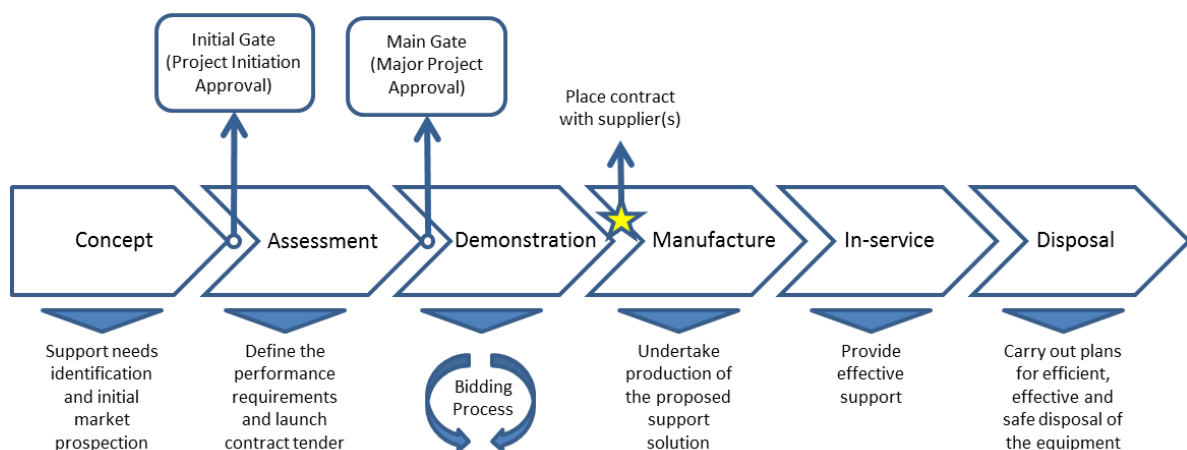 Initial Gate
(Project Initiation
Approval)
Main Gate
(Major Project
Approval)
Place contract
with supplier(s)
Concept
Assessment
Demonstration
Manufacture
In-service
Disposal
Support needs
identification
and initial
market
prospection
Define the
performance
requirements
and launch
contract tender
Bidding
Process
Undertake
production of
the proposed
support
solution
Provide
effective
support
Carry out plans
for efficient,
effective and
safe disposal of
the equipment